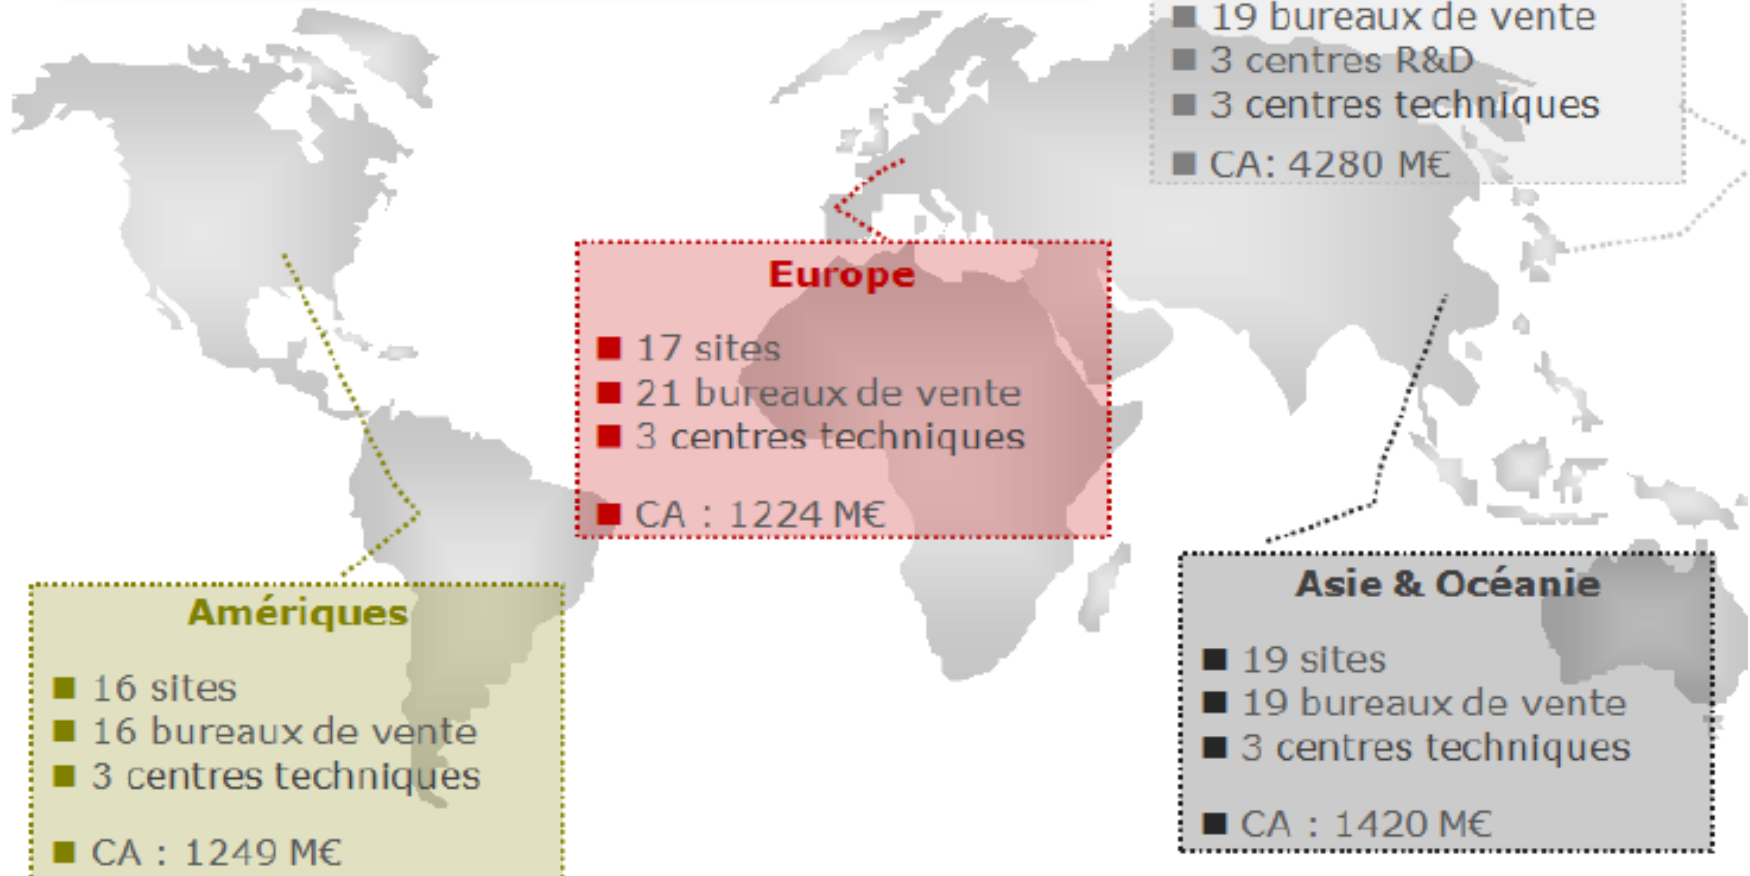 19 bureaux de vente
3 centres R&D
3 centres techniques
CA: 4280 M€
Europe
17 sites
21 bureaux de vente
3 centres techniques
CA : 1224 M€
Amériques
16 sites
16 bureaux de vente
3 centres techniques
CA : 1249 M€
Asie & Océanie
19 sites
19 bureaux de vente
3 centres techniques
CA : 1420 M€